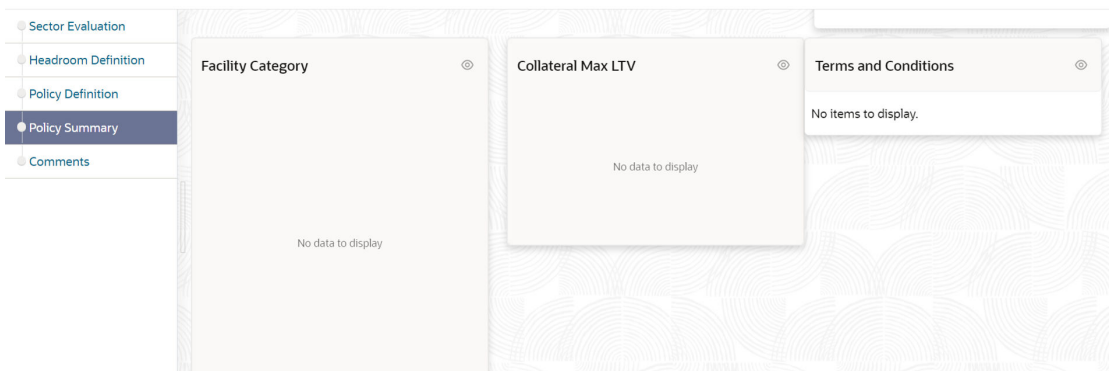 Sector Evaluation
Headroom Definition
Policy Definition
Policy Summary
Comments
Facility Category
No data to display
Collateral Max LTV
No data to display
Terms and Conditions
No items to display.